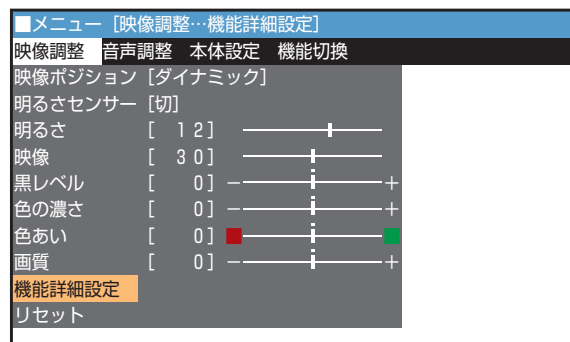 ■メニュー [映像調整…機能詳細設定]
映像調整 音声調整 本体設定 機能切換
映像ポジション [ダイナミック]
明るさセンサー [切]
明るさ [ 12]
映像 [ 30]
黒レベル [ 0] − +
色の濃さ [ 0] − +
色あい [ 0]
画質 [ 0] − +
機能詳細設定
リセット